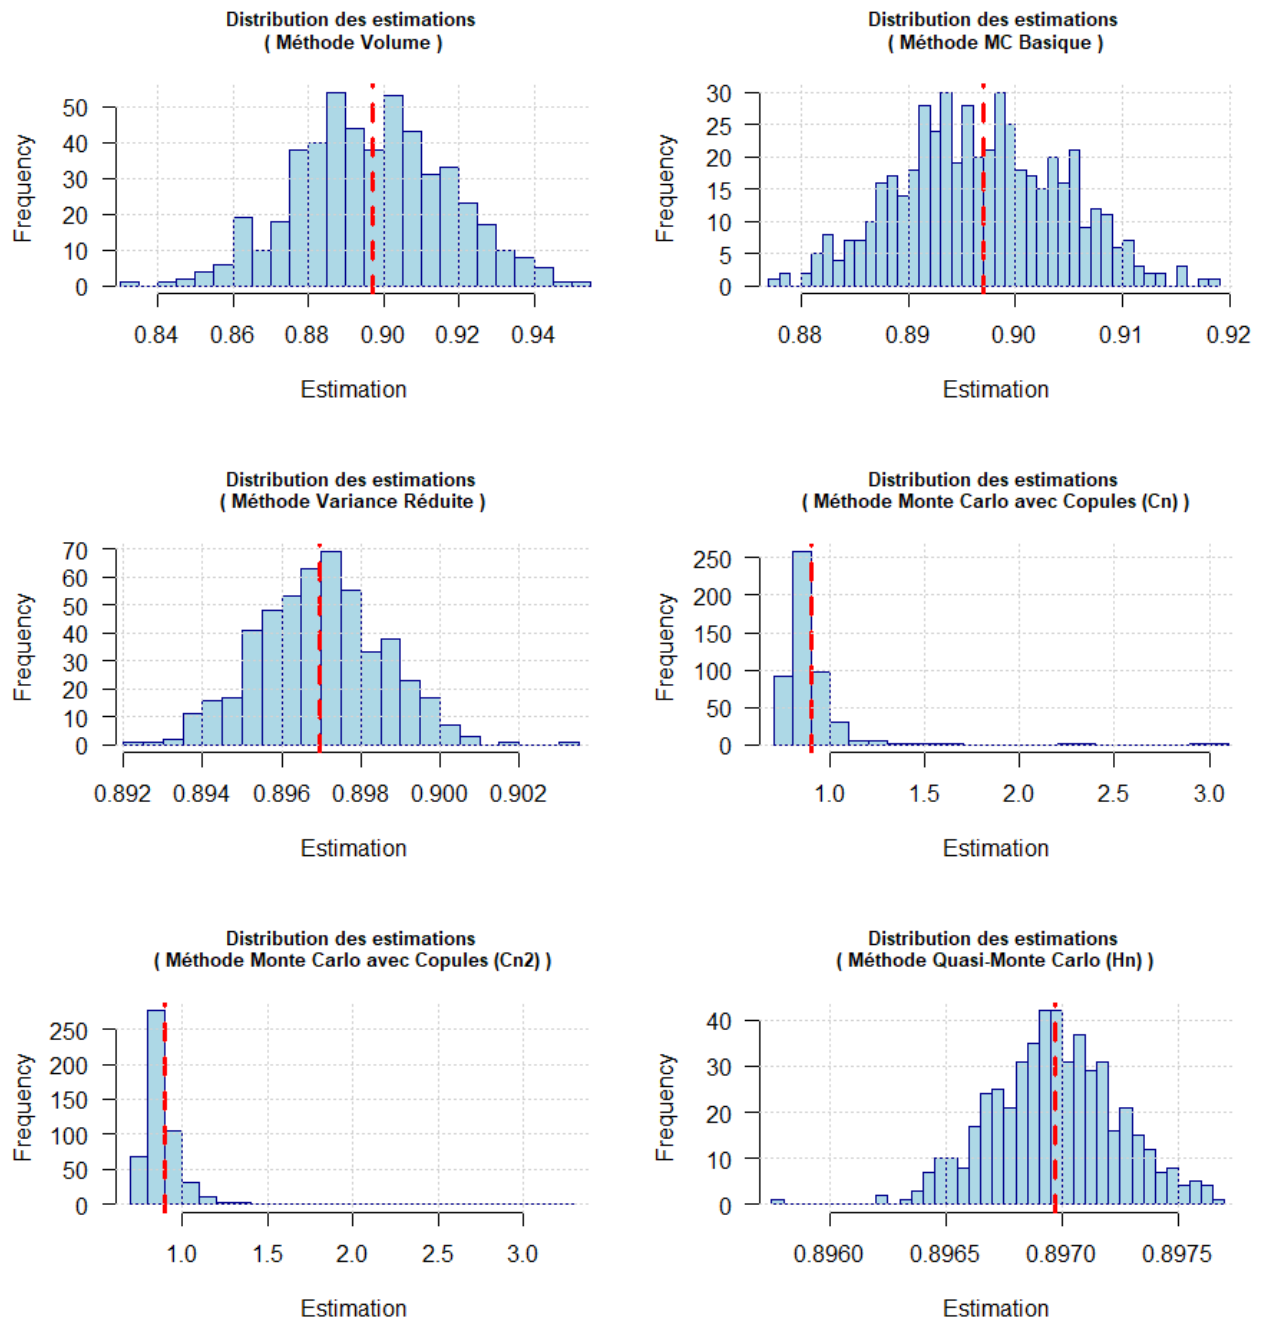 Distribution des estimations
( Méthode Volume )
Frequency
50
40
30
20
10
0
0.84 0.86 0.88 0.90 0.92 0.94
Estimation
Distribution des estimations
( Méthode MC Basique )
Frequency
30
25
20
15
10
5
0
0.88 0.89 0.90 0.91 0.92
Estimation
Distribution des estimations
( Méthode Variance Réduite )
Frequency
70
60
50
40
30
20
10
0
0.892 0.894 0.896 0.898 0.900 0.902
Estimation
Distribution des estimations
( Méthode Monte Carlo avec Copules (Cn) )
Frequency
250
200
150
100
50
0
1.0 1.5 2.0 2.5 3.0
Estimation
Distribution des estimations
( Méthode Monte Carlo avec Copules (Cn2) )
Frequency
250
200
150
100
50
0
1.0 1.5 2.0 2.5 3.0
Estimation
Distribution des estimations
( Méthode Quasi-Monte Carlo (Hn) )
Frequency
40
30
20
10
0
0.8960 0.8965 0.8970 0.8975
Estimation